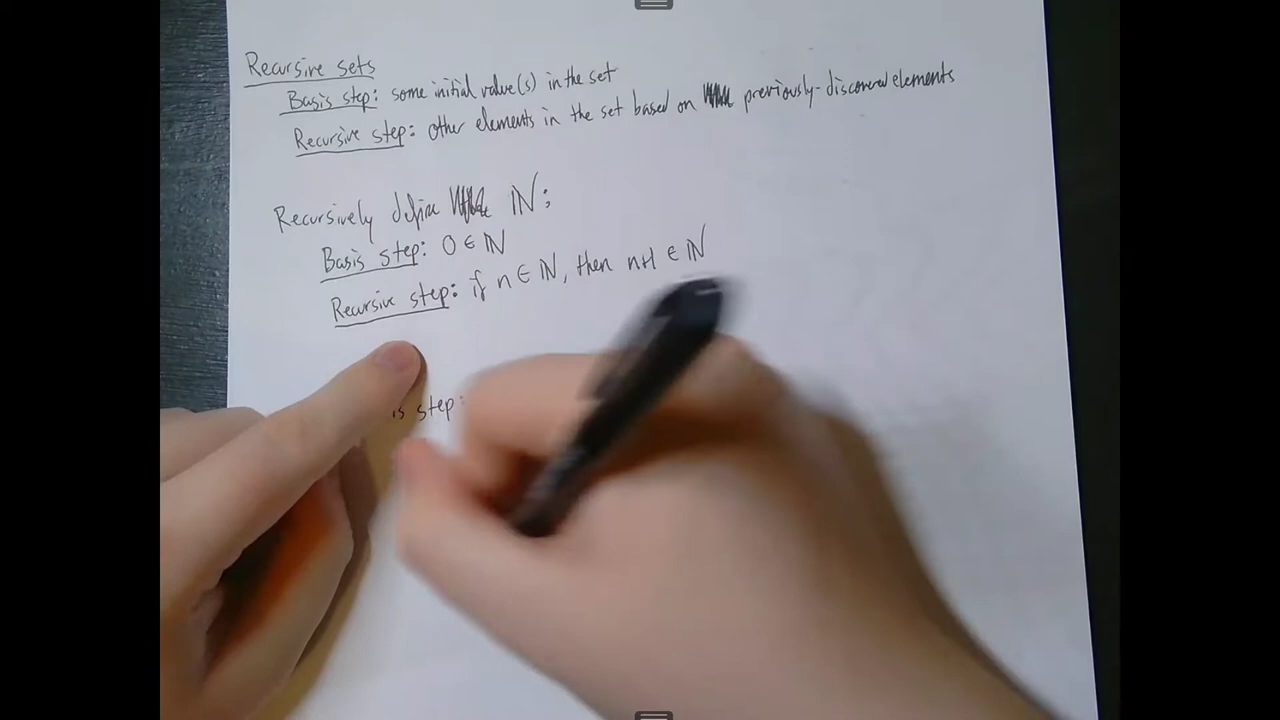 Recursive sets
Basis step: some initial value(s) in the set
Recursive step: other elements in the set based on previously-discovered elements
Recursively define ℕ:
Basis step: 0 ∈ ℕ
Recursive step: if n ∈ ℕ, then n+1 ∈ ℕ
is step: